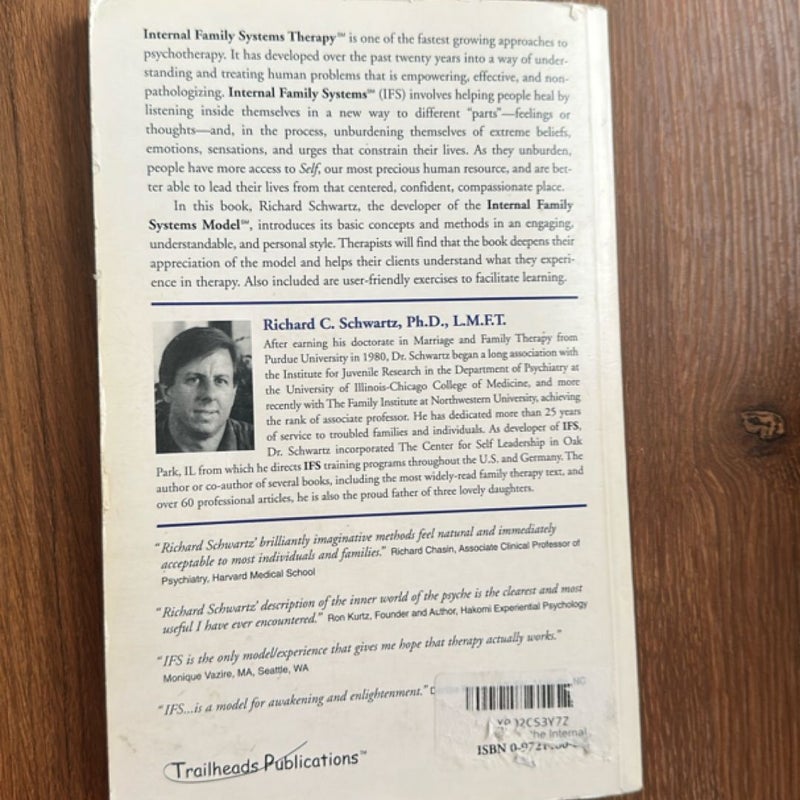 Internal Family Systems Therapy℠ is one of the fastest growing approaches to
psychotherapy. It has developed over the past twenty years into a way of under-
standing and treating human problems that is empowering, effective, and non-
pathologizing. Internal Family Systems℠ (IFS) involves helping people heal by
listening inside themselves in a new way to different "parts"—feelings or
thoughts—and, in the process, unburdening themselves of extreme beliefs,
emotions, sensations, and urges that constrain their lives. As they unburden,
people have more access to Self, our most precious human resource, and are bet-
ter able to lead their lives from that centered, confident, compassionate place.
In this book, Richard Schwartz, the developer of the Internal Family
Systems Model℠, introduces its basic concepts and methods in an engaging,
understandable, and personal style. Therapists will find that the book deepens their
appreciation of the model and helps their clients understand what they experi-
ence in therapy. Also included are user-friendly exercises to facilitate learning.
Richard C. Schwartz, Ph.D., L.M.F.T.
After earning his doctorate in Marriage and Family Therapy from
Purdue University in 1980, Dr. Schwartz began a long association with
the Institute for Juvenile Research in the Department of Psychiatry at
the University of Illinois-Chicago College of Medicine, and more
recently with The Family Institute at Northwestern University, achieving
the rank of associate professor. He has dedicated more than 25 years
of service to troubled families and individuals. As developer of IFS,
Dr. Schwartz incorporated The Center for Self Leadership in Oak
Park, IL from which he directs IFS training programs throughout the U.S. and Germany. The
author or co-author of several books, including the most widely-read family therapy text, and
over 60 professional articles, he is also the proud father of three lovely daughters.
"Richard Schwartz' brilliantly imaginative methods feel natural and immediately
acceptable to most individuals and families." Richard Chasin, Associate Clinical Professor of
Psychiatry, Harvard Medical School
"Richard Schwartz' description of the inner world of the psyche is the clearest and most
useful I have ever encountered." Ron Kurtz, Founder and Author, Hakomi Experiential Psychology
"IFS is the only model/experience that gives me hope that therapy actually works."
Monique Vazire, MA, Seattle, WA
"IFS...is a model for awakening and enlightenment." NC
he Internal
ISBN 0-972
Trailheads Publications™